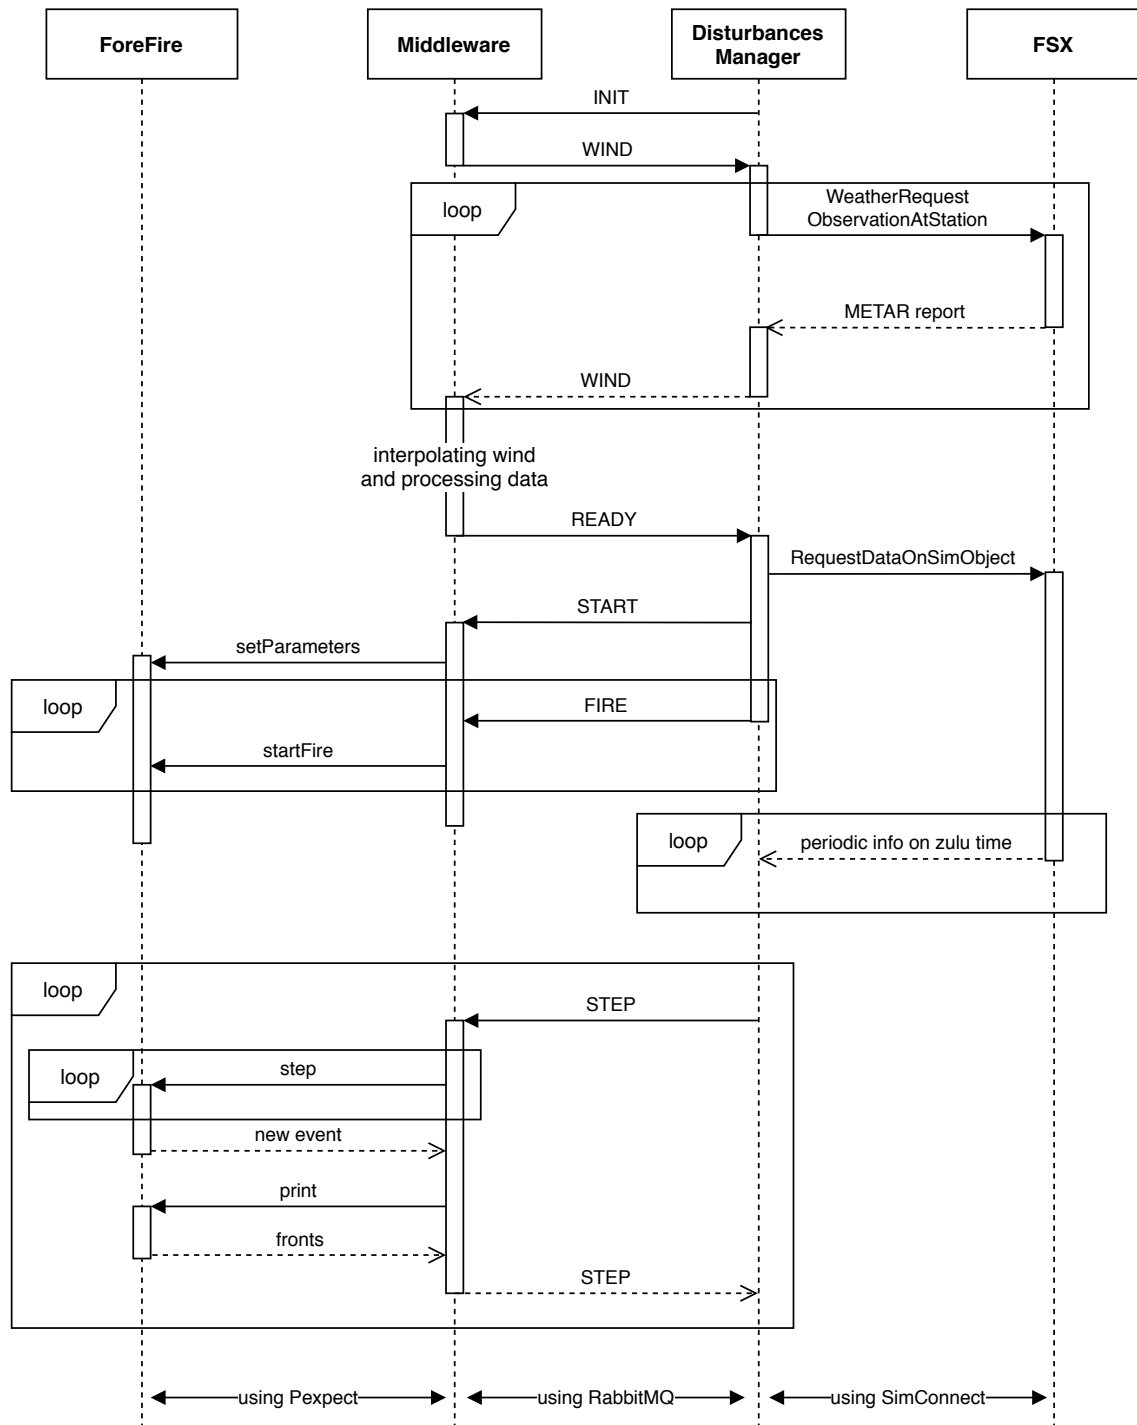 ForeFire
Middleware
Disturbances
Manager
FSX
INIT
WIND
loop
WeatherRequest
ObservationAtStation
METAR report
WIND
interpolating wind
and processing data
READY
RequestDataOnSimObject
START
setParameters
loop
FIRE
startFire
loop
periodic info on zulu time
loop
STEP
loop
step
new event
print
fronts
STEP
using Pexpect
using RabbitMQ
using SimConnect